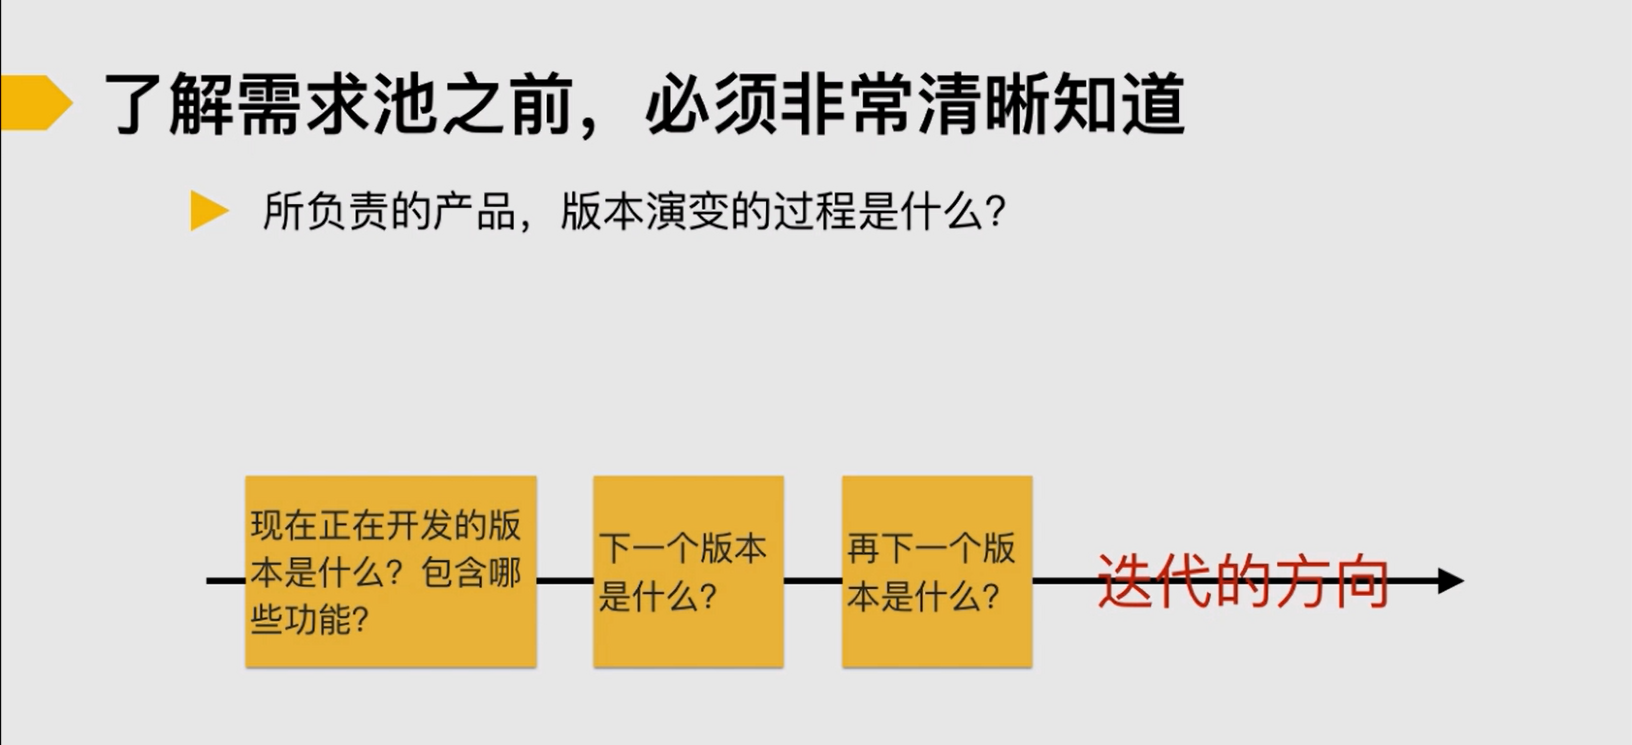 了解需求池之前，必须非常清晰知道
所负责的产品，版本演变的过程是什么？
现在正在开发的版
本是什么？包含哪
些功能？
下一个版本
是什么？
再下一个版
本是什么？
迭代的方向